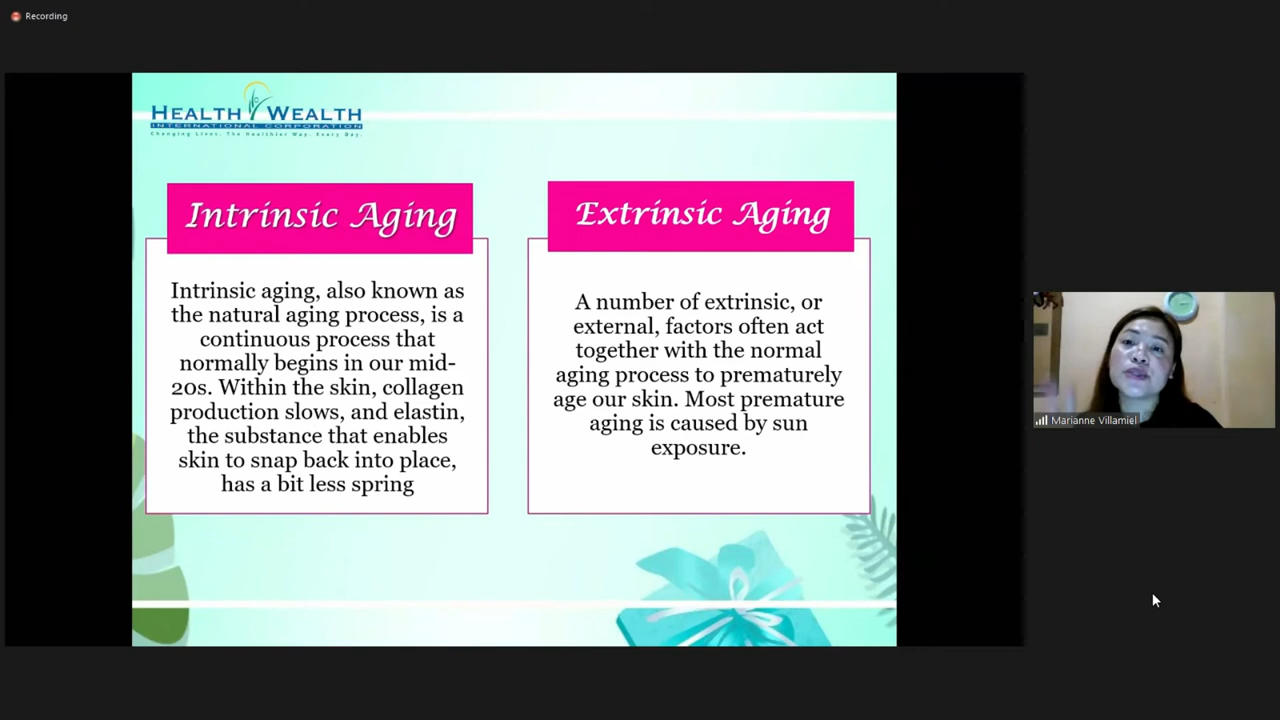 Recording
HEALTH WEALTH
INTERNATIONAL CORPORATION
Changing Lives. The Healthier Way. Every Day.
Intrinsic Aging
Intrinsic aging, also known as
the natural aging process, is a
continuous process that
normally begins in our mid-
20s. Within the skin, collagen
production slows, and elastin,
the substance that enables
skin to snap back into place,
has a bit less spring
Extrinsic Aging
A number of extrinsic, or
external, factors often act
together with the normal
aging process to prematurely
age our skin. Most premature
aging is caused by sun
exposure.
Marianne Villamiel